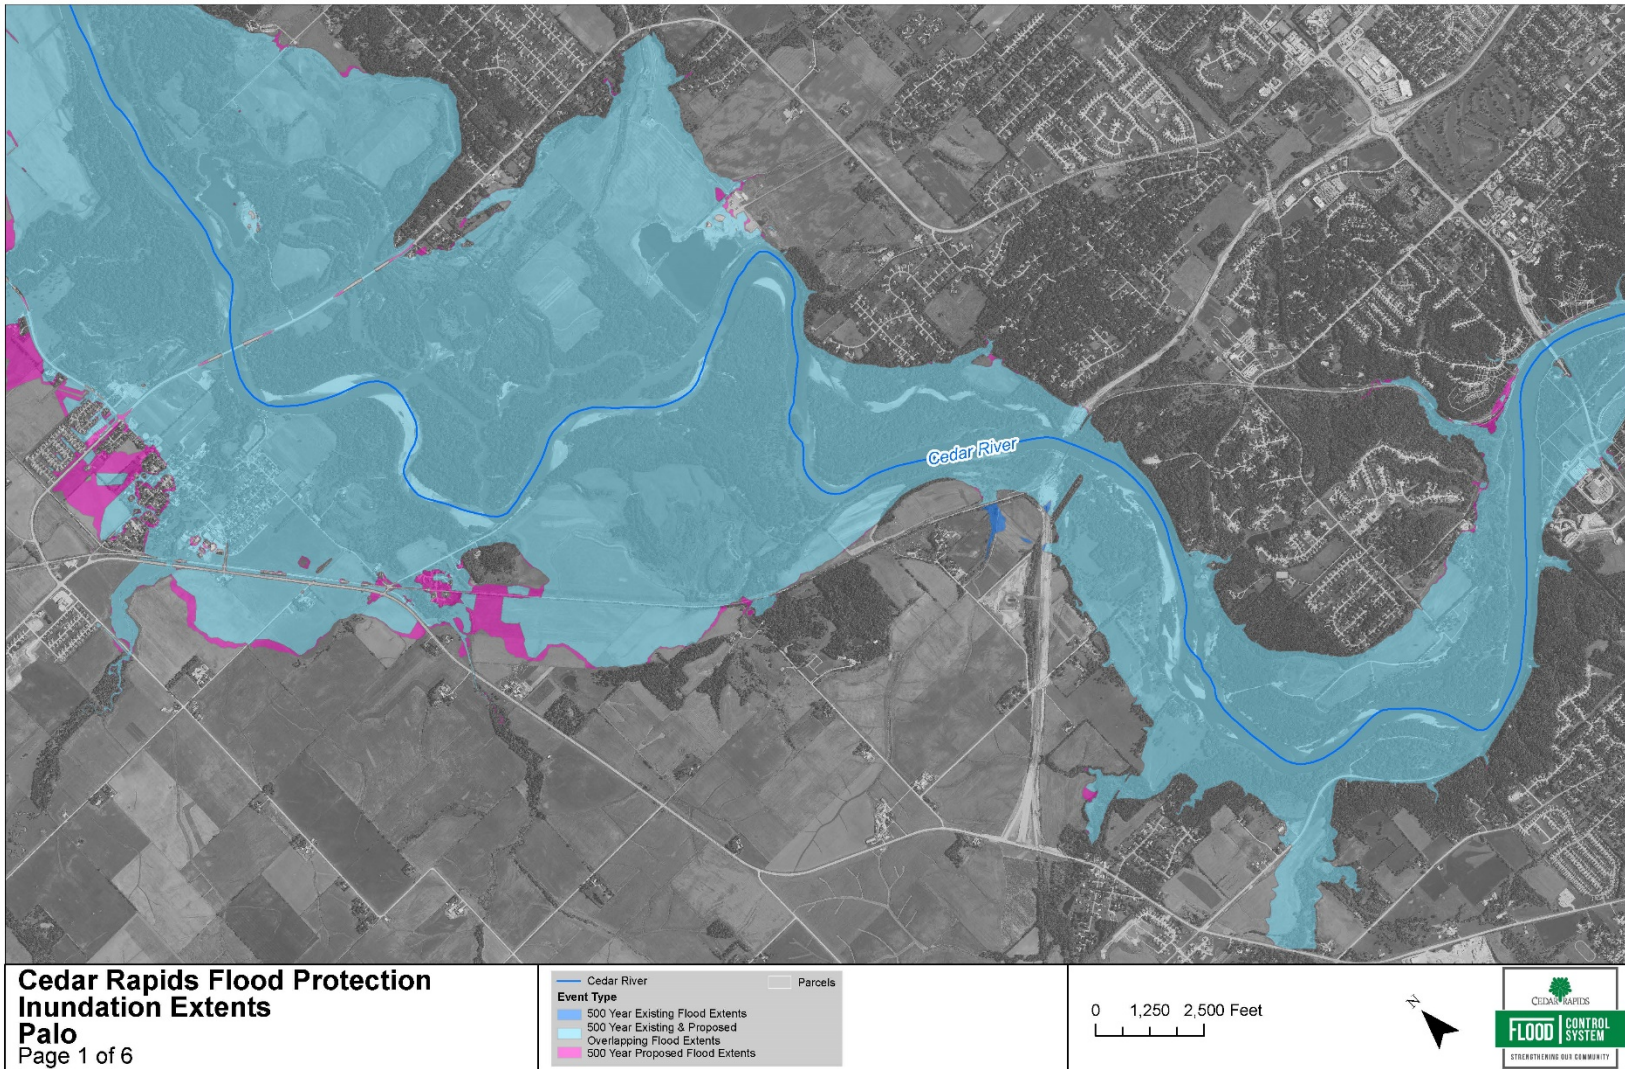 Cedar River
Cedar Rapids Flood Protection
Inundation Extents
Palo
Page 1 of 6
Cedar River
Parcels
Event Type
500 Year Existing Flood Extents
500 Year Existing & Proposed
Overlapping Flood Extents
500 Year Proposed Flood Extents
0 1,250 2,500 Feet
N
CEDAR RAPIDS
FLOOD CONTROL
SYSTEM
STRENGTHENING OUR COMMUNITY